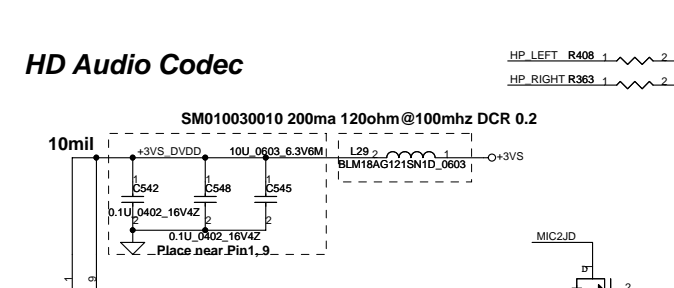 HD Audio Codec
HP_LEFT R408 1 2
HP_RIGHT R363 1 2
SM010030010 200ma 120ohm@100mhz DCR 0.2
10mil
+3VS_DVDD 10U_0603_6.3V6M L29 2 1 +3VS
BLM18AG121SN1D_0603
1 1 1
C542 C548 C545
0.1U_0402_16V4Z
2 2 2
0.1U_0402_16V4Z
Place near Pin1, 9
MIC2JD
D
1 9 2